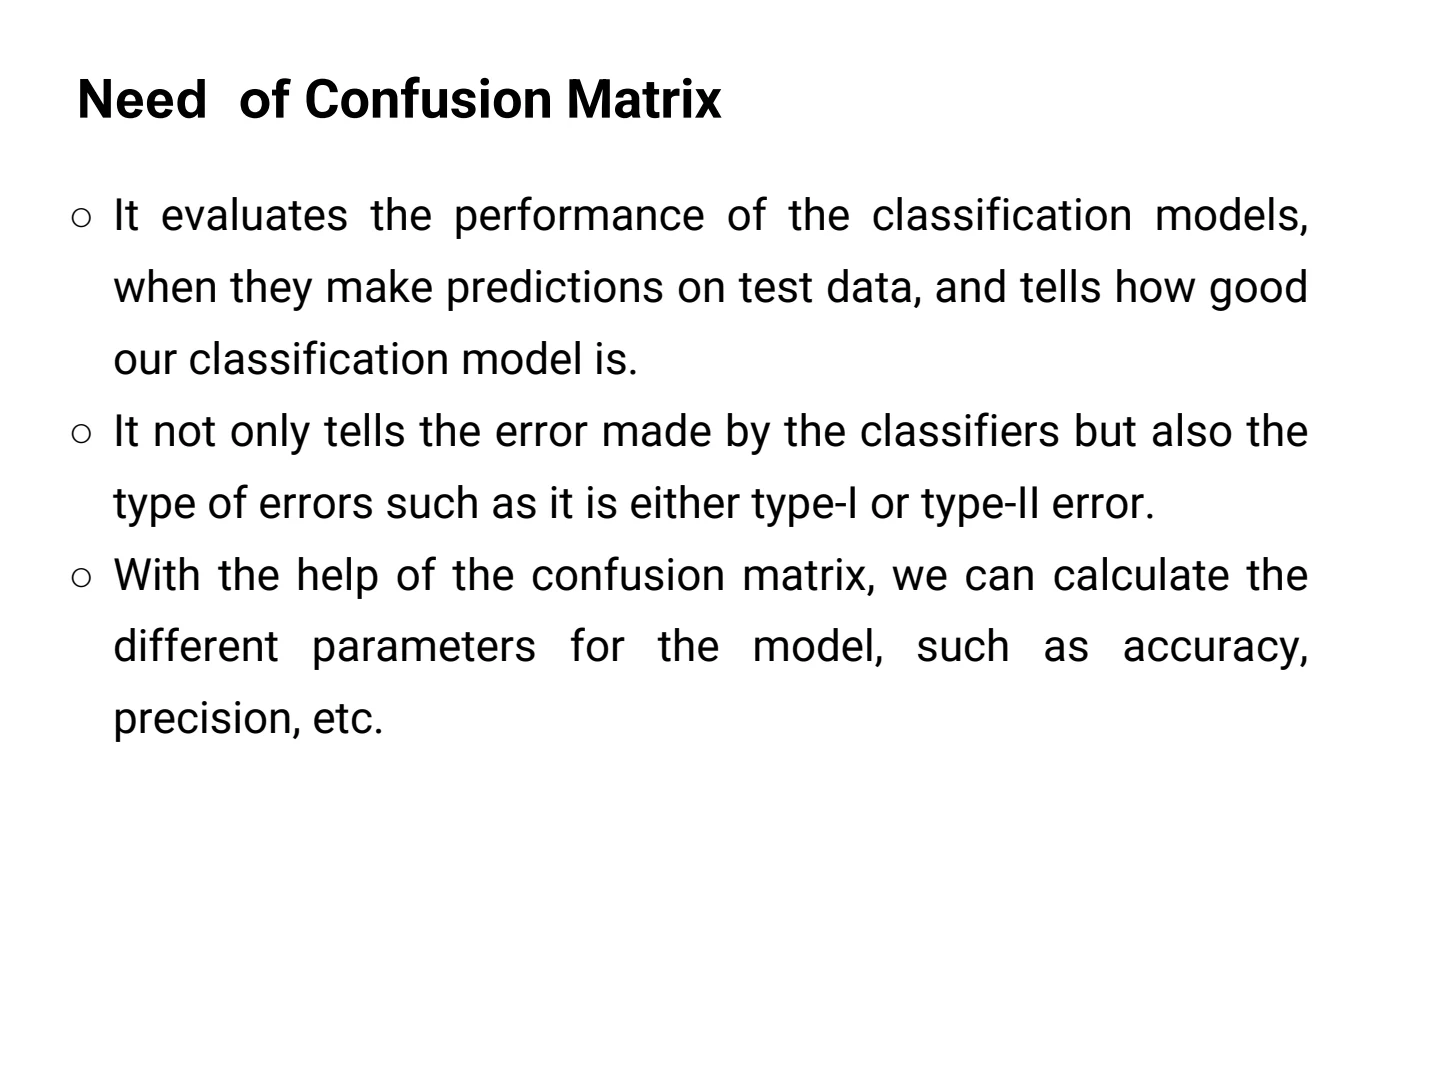 Need  of Confusion Matrix
○ It evaluates the performance of the classification models,
when they make predictions on test data, and tells how good
our classification model is.
○ It not only tells the error made by the classifiers but also the
type of errors such as it is either type-I or type-II error.
○ With the help of the confusion matrix, we can calculate the
different parameters for the model, such as accuracy,
precision, etc.